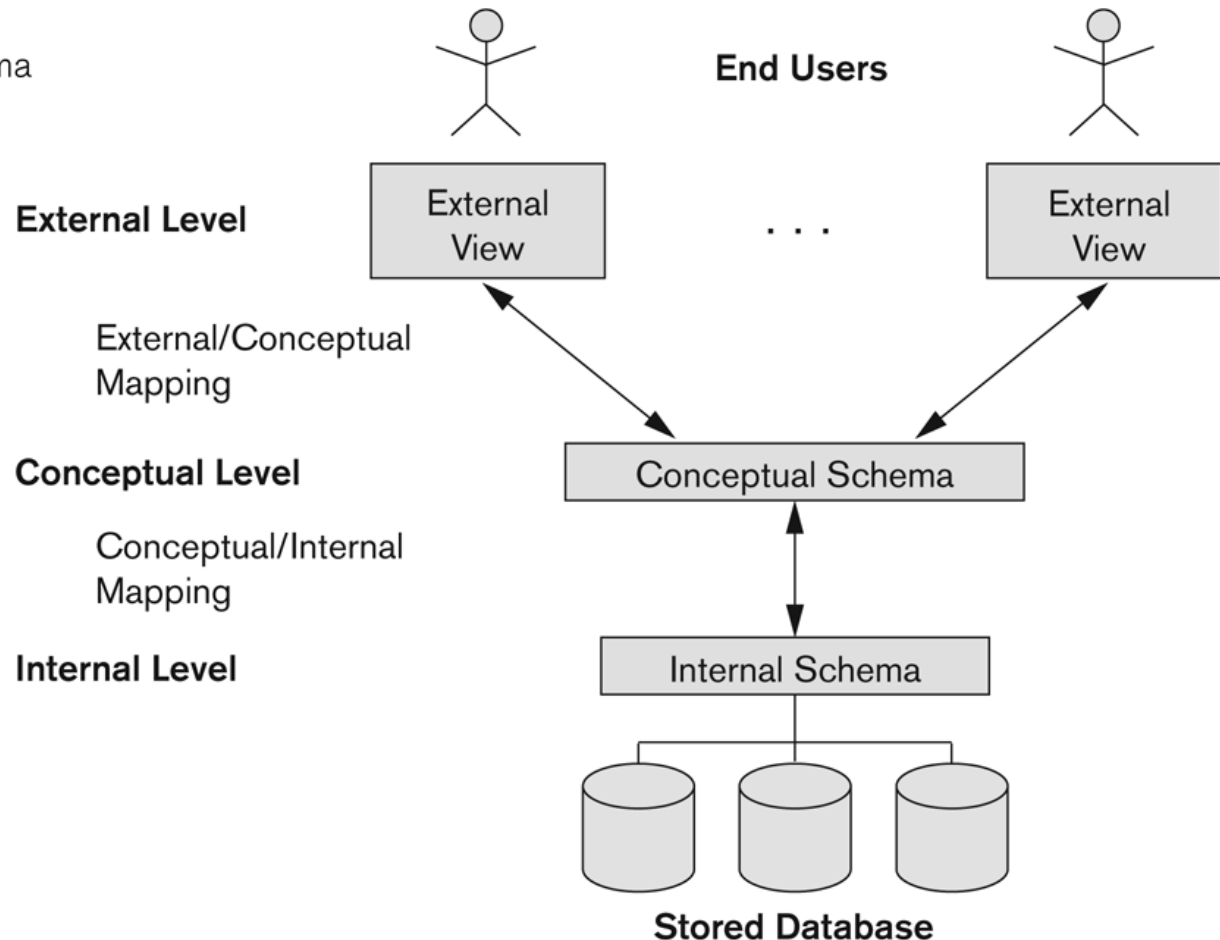 End Users
External Level
External
View
. . .
External
View
External/Conceptual
Mapping
Conceptual Level
Conceptual Schema
Conceptual/Internal
Mapping
Internal Level
Internal Schema
Stored Database